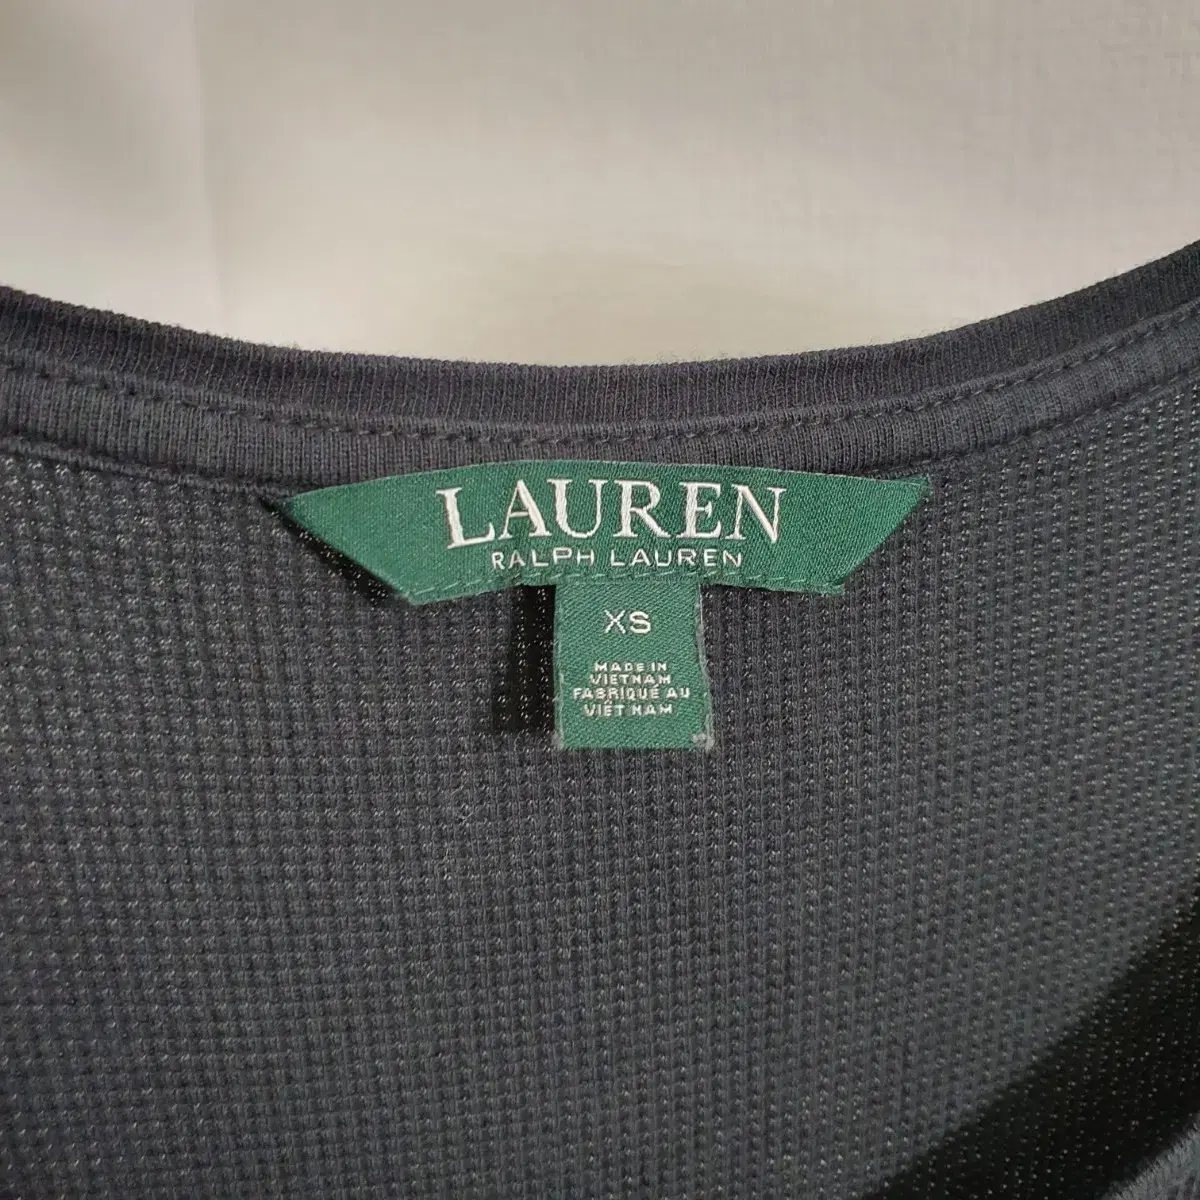 LAUREN
RALPH LAUREN
XS
MADE IN
VIETNAM
FABRIQUÉ AU
VIÊT NAM